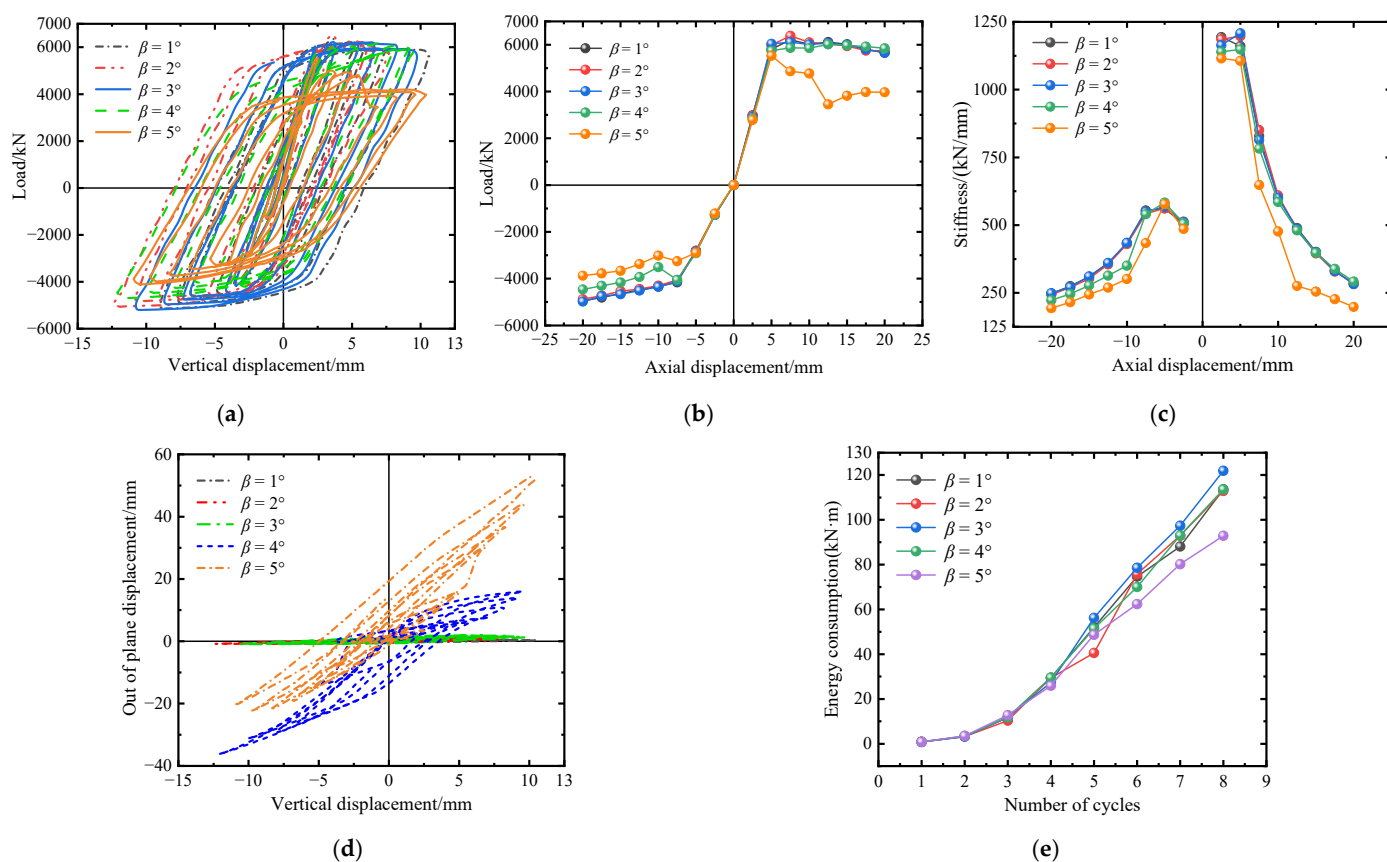 7000
6000
4000
2000
0
−2000
−4000
−6000
−15
−10
−5
0
5
10
13
Load/kN
Vertical displacement/mm
β = 1°
β = 2°
β = 3°
β = 4°
β = 5°
(a)
7000
6000
4000
2000
0
−2000
−4000
−6000
−25
−20
−15
−10
−5
0
5
10
15
20
25
Load/kN
Axial displacement/mm
β = 1°
β = 2°
β = 3°
β = 4°
β = 5°
(b)
1250
1000
750
500
250
125
−20
−10
0
10
20
Stiffness/(kN/mm)
Axial displacement/mm
β = 1°
β = 2°
β = 3°
β = 4°
β = 5°
(c)
60
40
20
0
−20
−40
−15
−10
−5
0
5
10
13
Out of plane displacement/mm
Vertical displacement/mm
β = 1°
β = 2°
β = 3°
β = 4°
β = 5°
(d)
130
120
100
80
60
40
20
0
0
1
2
3
4
5
6
7
8
9
Energy consumption(kN·m)
Number of cycles
β = 1°
β = 2°
β = 3°
β = 4°
β = 5°
(e)